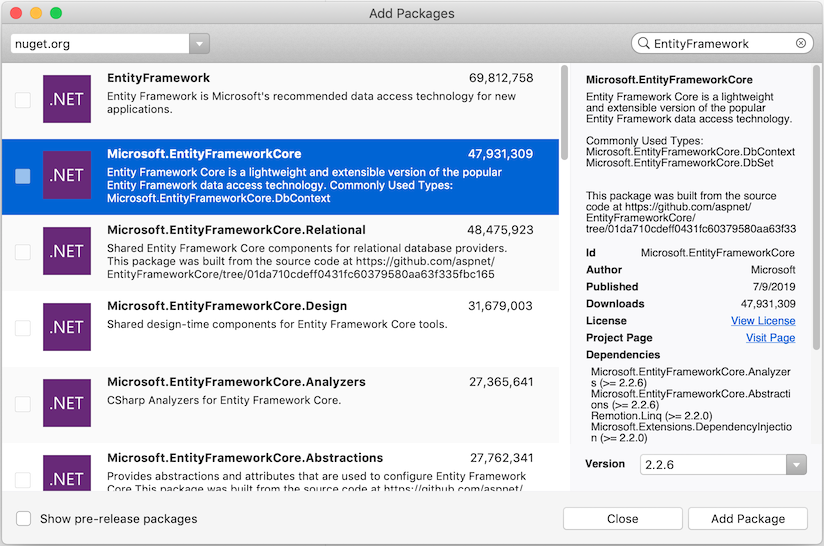 Add Packages
nuget.org
EntityFramework
.NET
EntityFramework
69,812,758
Entity Framework is Microsoft's recommended data access technology for new
applications.
.NET
Microsoft.EntityFrameworkCore
47,931,309
Entity Framework Core is a lightweight and extensible version of the popular
Entity Framework data access technology. Commonly Used Types:
Microsoft.EntityFrameworkCore.DbContext
.NET
Microsoft.EntityFrameworkCore.Relational
48,475,923
Shared Entity Framework Core components for relational database providers.
This package was built from the source code at https://github.com/aspnet/
EntityFrameworkCore/tree/01da710cdeff0431fc60379580aa63f335fbc165
.NET
Microsoft.EntityFrameworkCore.Design
31,679,003
Shared design-time components for Entity Framework Core tools.
.NET
Microsoft.EntityFrameworkCore.Analyzers
27,365,641
CSharp Analyzers for Entity Framework Core.
.NET
Microsoft.EntityFrameworkCore.Abstractions
27,762,341
Provides abstractions and attributes that are used to configure Entity Framework
Core This package was built from the source code at https://github.com/aspnet/
Microsoft.EntityFrameworkCore
Entity Framework Core is a lightweight
and extensible version of the popular
Entity Framework data access technology.
Commonly Used Types:
Microsoft.EntityFrameworkCore.DbContext
Microsoft.EntityFrameworkCore.DbSet
This package was built from the source
code at https://github.com/aspnet/
EntityFrameworkCore/
tree/01da710cdeff0431fc60379580aa63f33
Id Microsoft.EntityFrameworkCore
Author Microsoft
Published 7/9/2019
Downloads 47,931,309
License View License
Project Page Visit Page
Dependencies
Microsoft.EntityFrameworkCore.Analyzer
s (>= 2.2.6)
Microsoft.EntityFrameworkCore.Abstracti
ons (>= 2.2.6)
Remotion.Linq (>= 2.2.0)
Microsoft.Extensions.DependencyInjectio
n (>= 2.2.0)
Version 2.2.6
Show pre-release packages
Close
Add Package